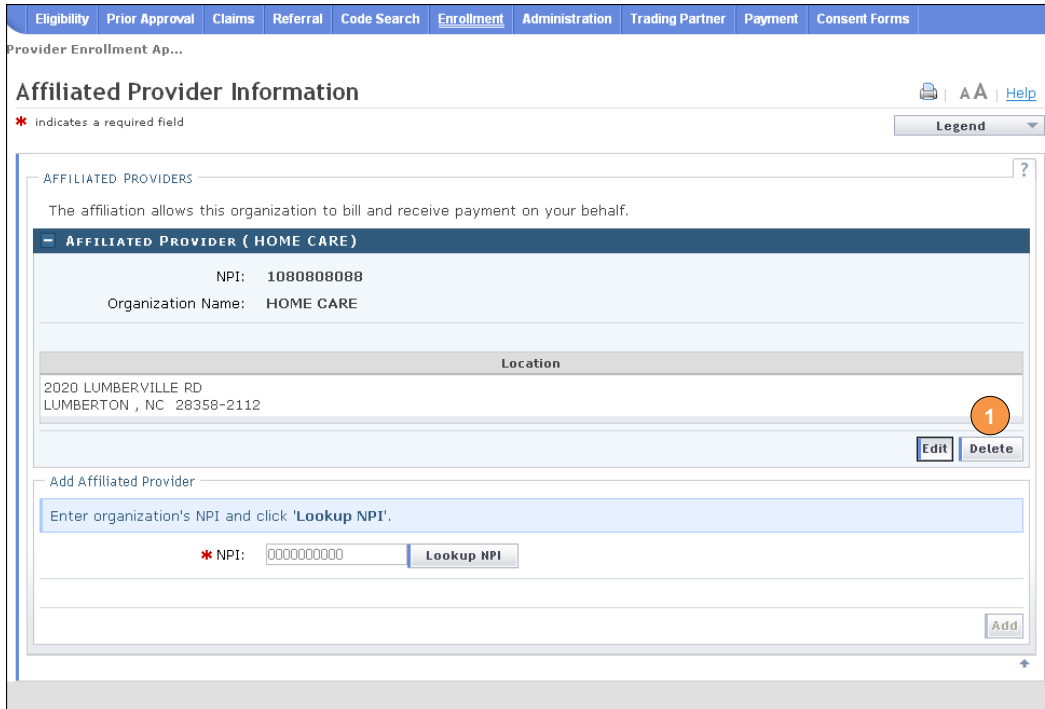 Eligibility Prior Approval Claims Referral Code Search Enrollment Administration Trading Partner Payment Consent Forms
Provider Enrollment Ap...
Affiliated Provider Information
A A | Help
* indicates a required field
Legend
AFFILIATED PROVIDERS
?
The affiliation allows this organization to bill and receive payment on your behalf.
AFFILIATED PROVIDER ( HOME CARE)
NPI: 1080808088
Organization Name: HOME CARE
Location
2020 LUMBERVILLE RD
LUMBERTON , NC 28358-2112
1
Edit Delete
Add Affiliated Provider
Enter organization's NPI and click 'Lookup NPI'.
* NPI: 0000000000 Lookup NPI
Add